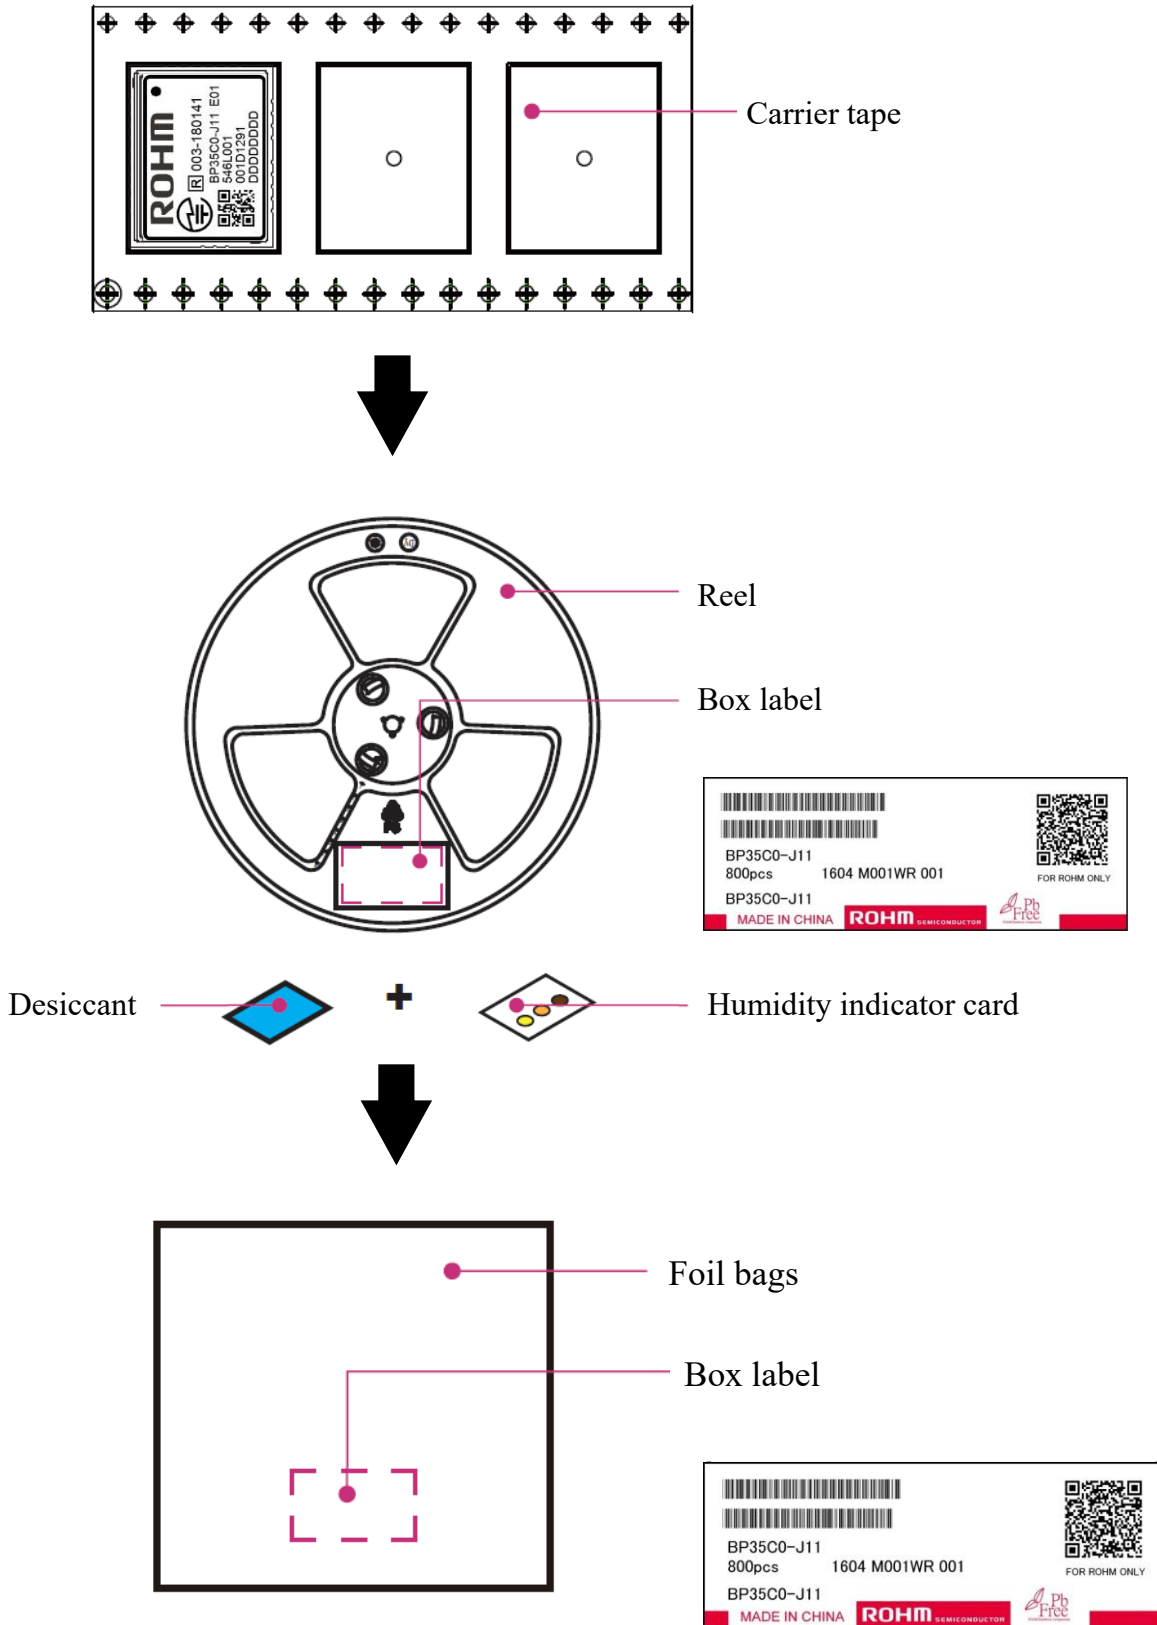 ROHM
R 003-180141
BP35C0-J11 E01
546L001
001D1291
DDDDDDDD
Carrier tape
Reel
Box label
BP35C0-J11
800pcs 1604 M001WR 001
FOR ROHM ONLY
BP35C0-J11
MADE IN CHINA ROHM SEMICONDUCTOR Pb Free
Desiccant
+
Humidity indicator card
Foil bags
Box label
BP35C0-J11
800pcs 1604 M001WR 001
FOR ROHM ONLY
BP35C0-J11
MADE IN CHINA ROHM SEMICONDUCTOR Pb Free